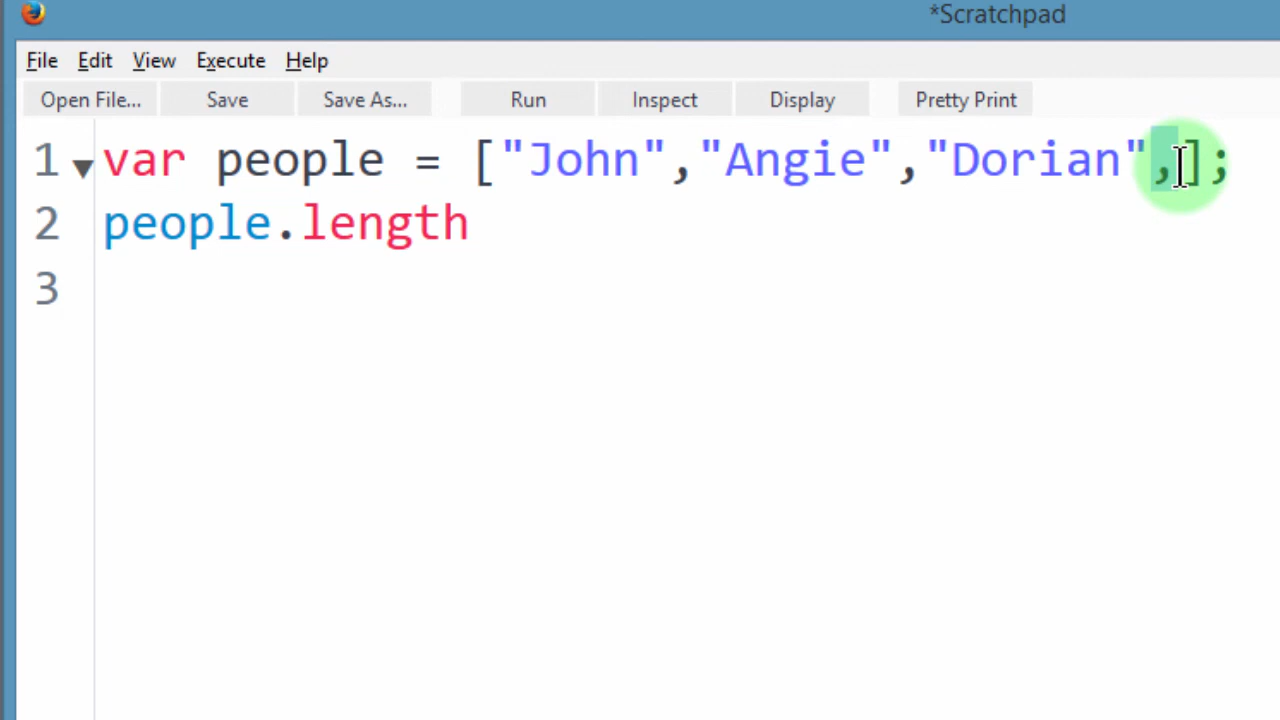 *Scratchpad
File Edit View Execute Help
Open File... Save Save As... Run Inspect Display Pretty Print
1 var people = ["John","Angie","Dorian",];
2 people.length
3